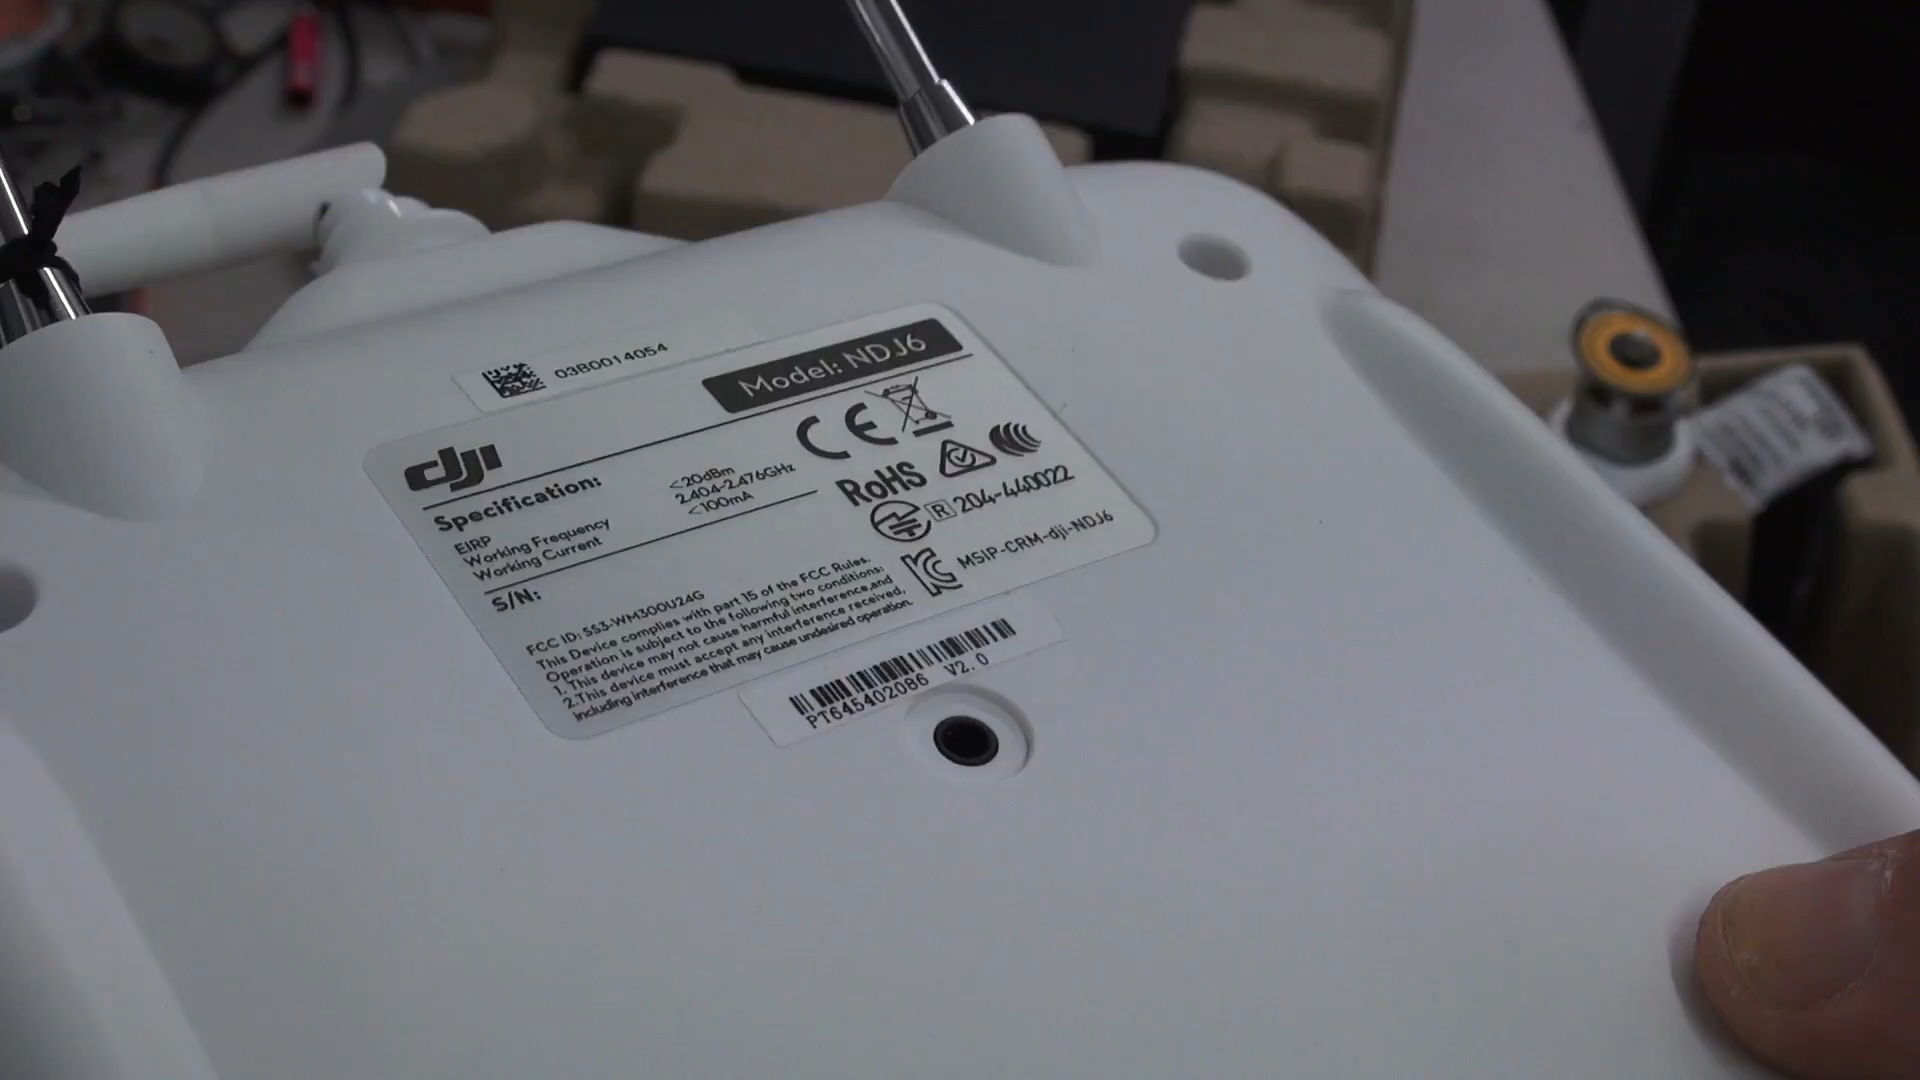 03B0014054
dji
Model: NDJ6
Specification:
EIRP <20dBm
Working Frequency 2.404-2.476GHz
Working Current <100mA
S/N:
CE
RoHS
R 204-440022
MSIP-CRM-dji-NDJ6
FCC ID: SS3-WM300U24G
This Device complies with part 15 of the FCC Rules.
Operation is subject to the following two conditions:
1. This device may not cause harmful interference,and
2.This device must accept any interference received,
including interference that may cause undesired operation.
PT645402086 V2.0